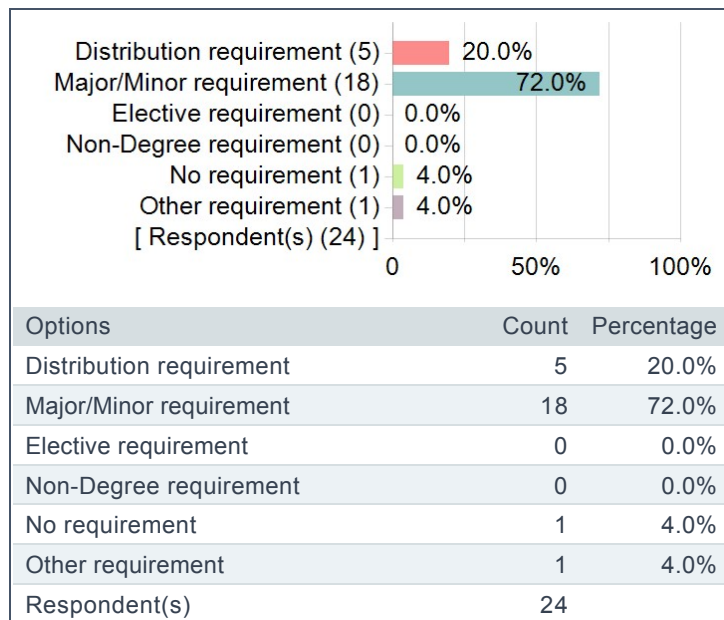 Distribution requirement (5) 20.0%
Major/Minor requirement (18) 72.0%
Elective requirement (0) 0.0%
Non-Degree requirement (0) 0.0%
No requirement (1) 4.0%
Other requirement (1) 4.0%
[ Respondent(s) (24) ]
0 50% 100%
Options Count Percentage
Distribution requirement 5 20.0%
Major/Minor requirement 18 72.0%
Elective requirement 0 0.0%
Non-Degree requirement 0 0.0%
No requirement 1 4.0%
Other requirement 1 4.0%
Respondent(s) 24